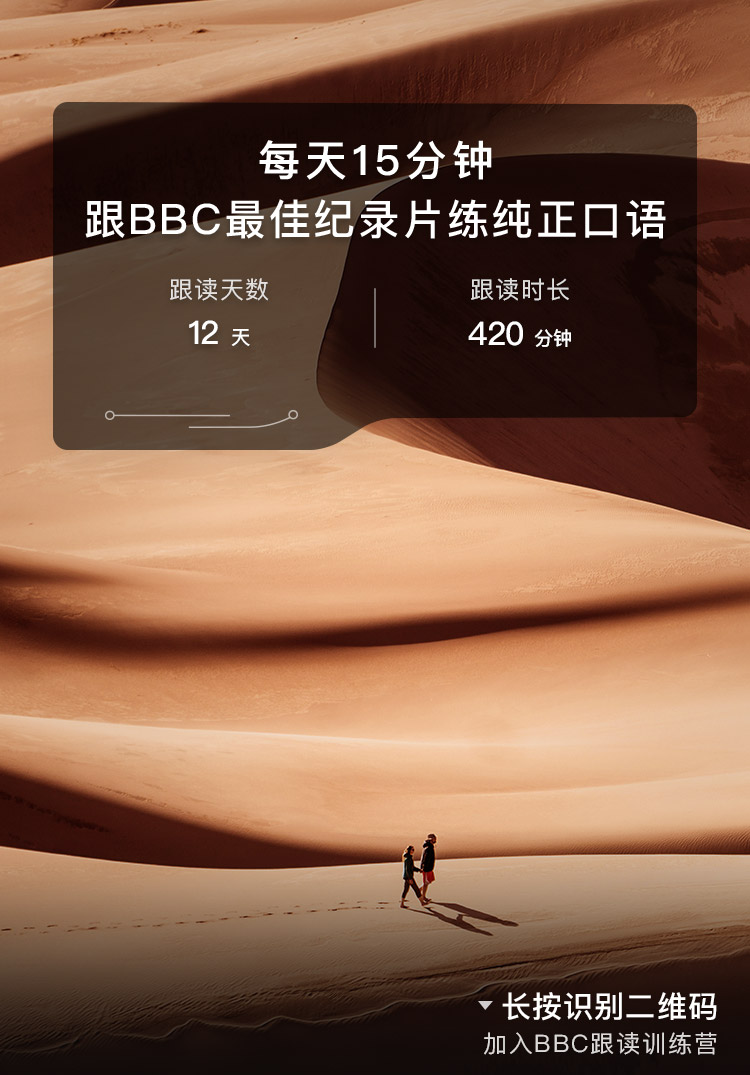 每天15分钟
跟BBC最佳纪录片练纯正口语
跟读天数
12 天
跟读时长
420 分钟
长按识别二维码
加入BBC跟读训练营